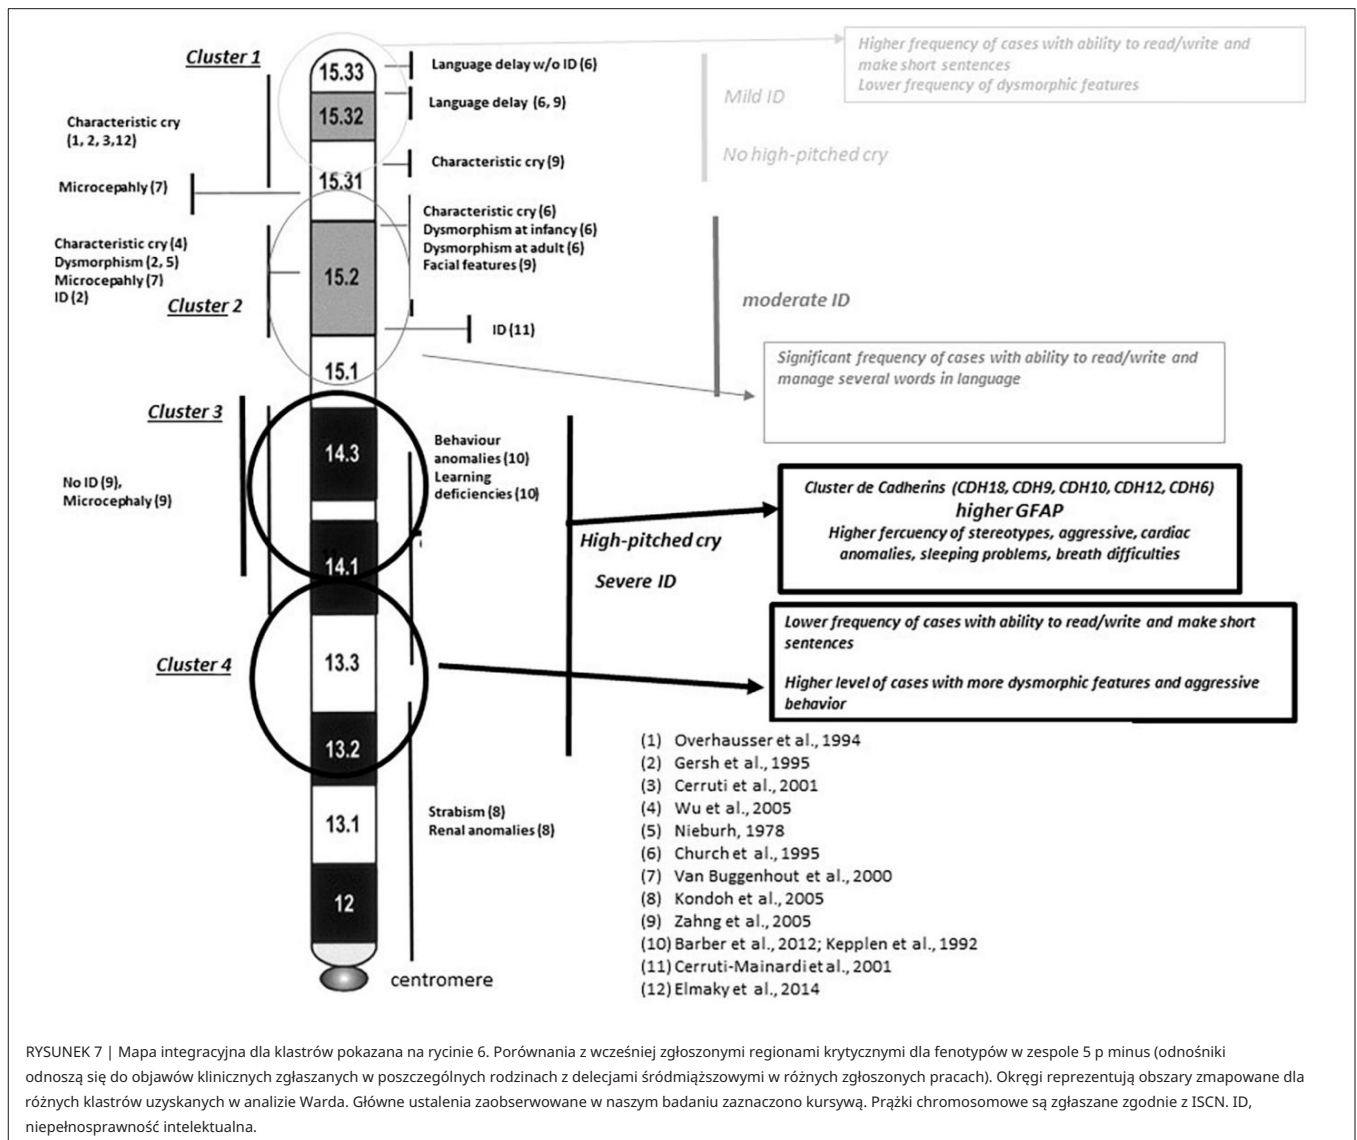 Cluster 1
15.33
Language delay w/o ID (6)
Higher frequency of cases with ability to read/write and
make short sentences
Lower frequency of dysmorphic features
Language delay (6, 9)
Mild ID
15.32
Characteristic cry
(1, 2, 3,12)
Characteristic cry (9)
No high-pitched cry
15.31
Microcepahly (7)
Characteristic cry (6)
Dysmorphism at infancy (6)
Dysmorphism at adult (6)
Facial features (9)
Characteristic cry (4)
Dysmorphism (2, 5)
Microcepahly (7)
ID (2)
15.2
Cluster 2
moderate ID
ID (11)
Significant frequency of cases with ability to read/write and
manage several words in language
15.1
Cluster 3
14.3
Behaviour
anomalies (10)
Learning
deficiencies (10)
No ID (9),
Microcephaly (9)
Cluster de Cadherins (CDH18, CDH9, CDH10, CDH12, CDH6)
higher GFAP
Higher fercuency of stereotypes, aggressive, cardiac
anomalies, sleeping problems, breath difficulties
High-pitched cry
Severe ID
14.1
Lower frequency of cases with ability to read/write and make short
sentences
Higher level of cases with more dysmorphic features and aggressive
behavior
Cluster 4
13.3
13.2
13.1
Strabism (8)
Renal anomalies (8)
12
centromere
(1) Overhausser et al., 1994
(2) Gersh et al., 1995
(3) Cerruti et al., 2001
(4) Wu et al., 2005
(5) Nieburh, 1978
(6) Church et al., 1995
(7) Van Buggenhout et al., 2000
(8) Kondoh et al., 2005
(9) Zahng et al., 2005
(10) Barber et al., 2012; Kepplen et al., 1992
(11) Cerruti-Mainardi et al., 2001
(12) Elmaky et al., 2014
RYSUNEK 7 | Mapa integracyjna dla klastrów pokazana na rycinie 6. Porównania z wcześniej zgłoszonymi regionami krytycznymi dla fenotypów w zespole 5 p minus (odnośniki
odnoszą się do objawów klinicznych zgłaszanych w poszczególnych rodzinach z delecjami śródmiąższowymi w różnych zgłoszonych pracach). Okręgi reprezentują obszary zmapowane dla
różnych klastrów uzyskanych w analizie Warda. Główne ustalenia zaobserwowane w naszym badaniu zaznaczono kursywą. Prążki chromosomowe są zgłaszane zgodnie z ISCN. ID,
niepełnosprawność intelektualna.